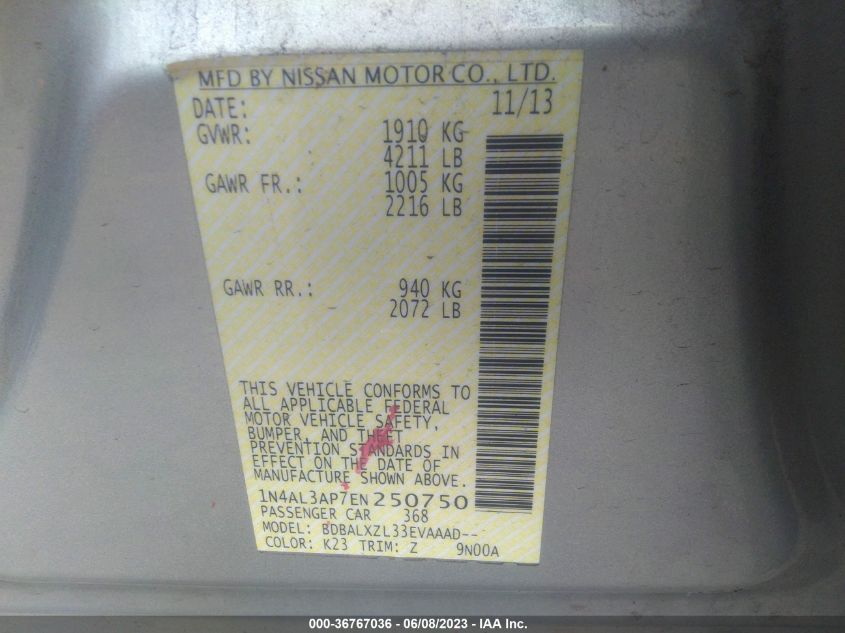 MFD BY NISSAN MOTOR CO., LTD.
DATE: 11/13
GVWR: 1910 KG
4211 LB
GAWR FR.: 1005 KG
2216 LB
GAWR RR.: 940 KG
2072 LB
THIS VEHICLE CONFORMS TO
ALL APPLICABLE FEDERAL
MOTOR VEHICLE SAFETY,
BUMPER, AND THEFT
PREVENTION STANDARDS IN
EFFECT ON THE DATE OF
MANUFACTURE SHOWN ABOVE.
1N4AL3AP7EN250750
PASSENGER CAR 368
MODEL: BDBALXZL33EVAAAD--
COLOR: K23 TRIM: Z 9N00A
000-36767036 - 06/08/2023 - IAA Inc.